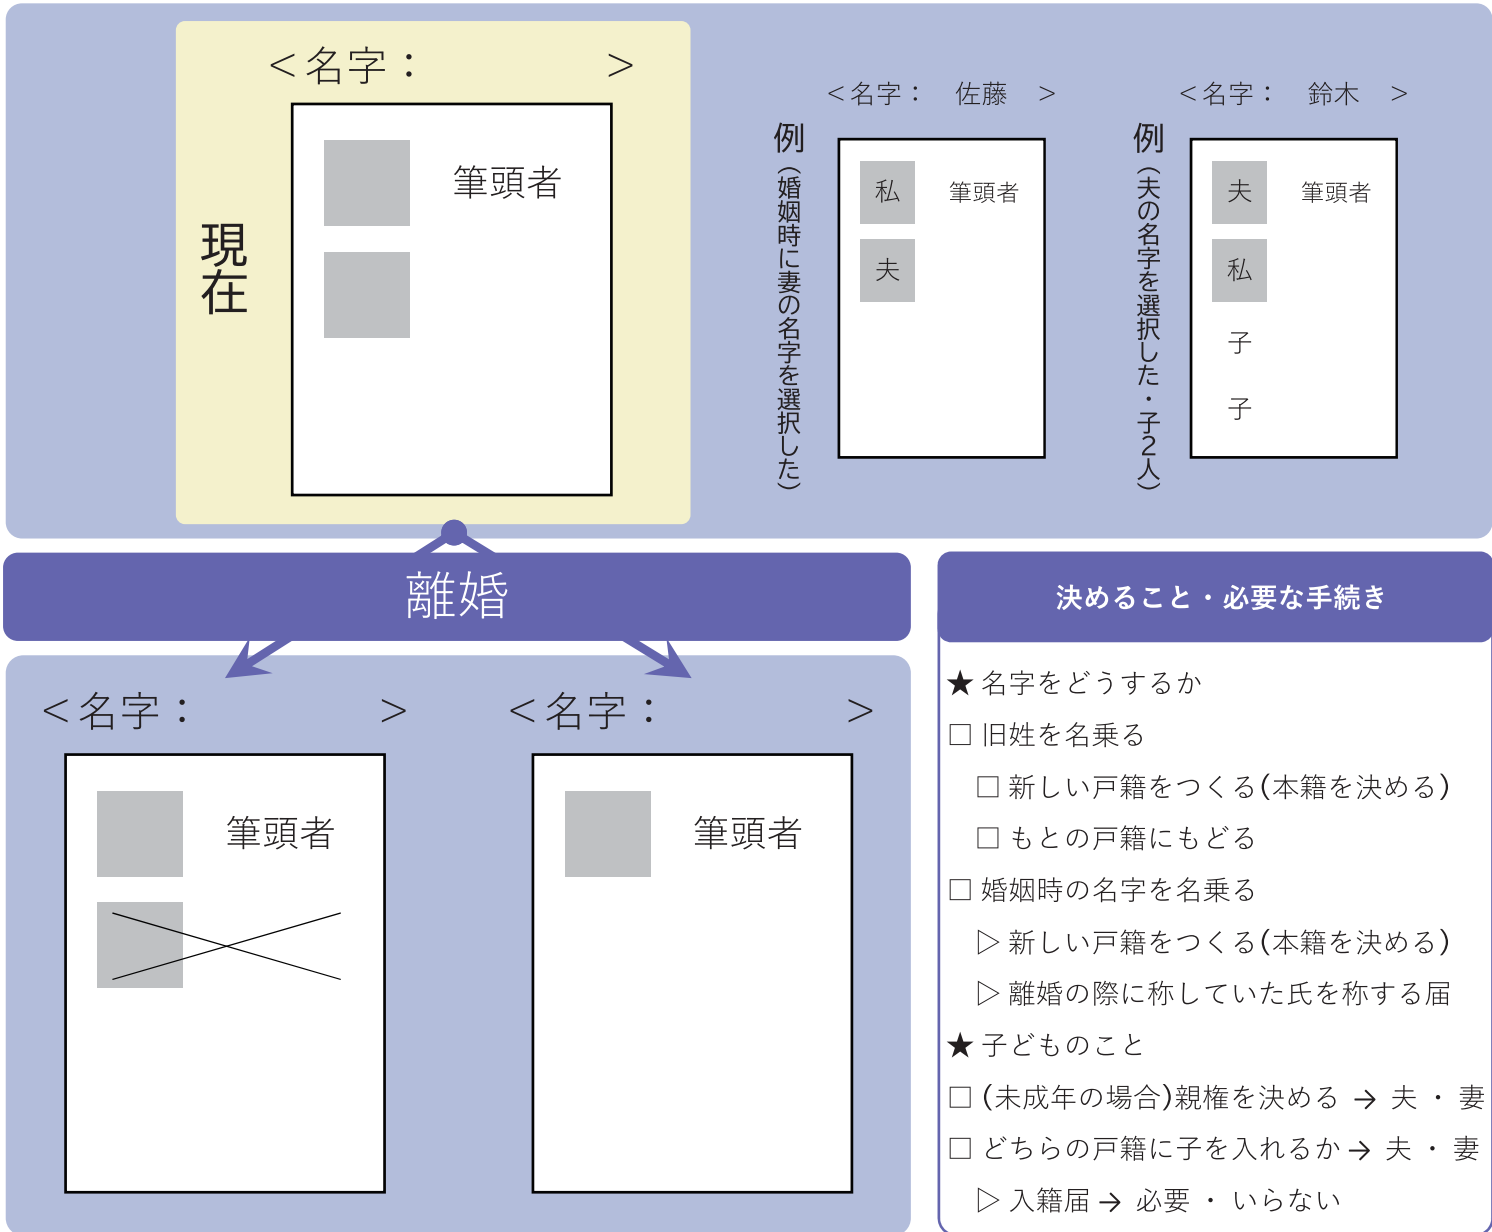 <名字：　　　　>
現在
筆頭者
例（婚姻時に妻の名字を選択した）
<名字：　佐藤　>
私　筆頭者
夫
例（夫の名字を選択した・子２人）
<名字：　鈴木　>
夫　筆頭者
私
子
子
離婚
<名字：　　　　>
筆頭者
<名字：　　　　>
筆頭者
決めること・必要な手続き
★ 名字をどうするか
□ 旧姓を名乗る
□ 新しい戸籍をつくる(本籍を決める)
□ もとの戸籍にもどる
□ 婚姻時の名字を名乗る
▷ 新しい戸籍をつくる(本籍を決める)
▷ 離婚の際に称していた氏を称する届
★ 子どものこと
□ (未成年の場合)親権を決める → 夫 ・ 妻
□ どちらの戸籍に子を入れるか → 夫 ・ 妻
▷ 入籍届 → 必要 ・ いらない